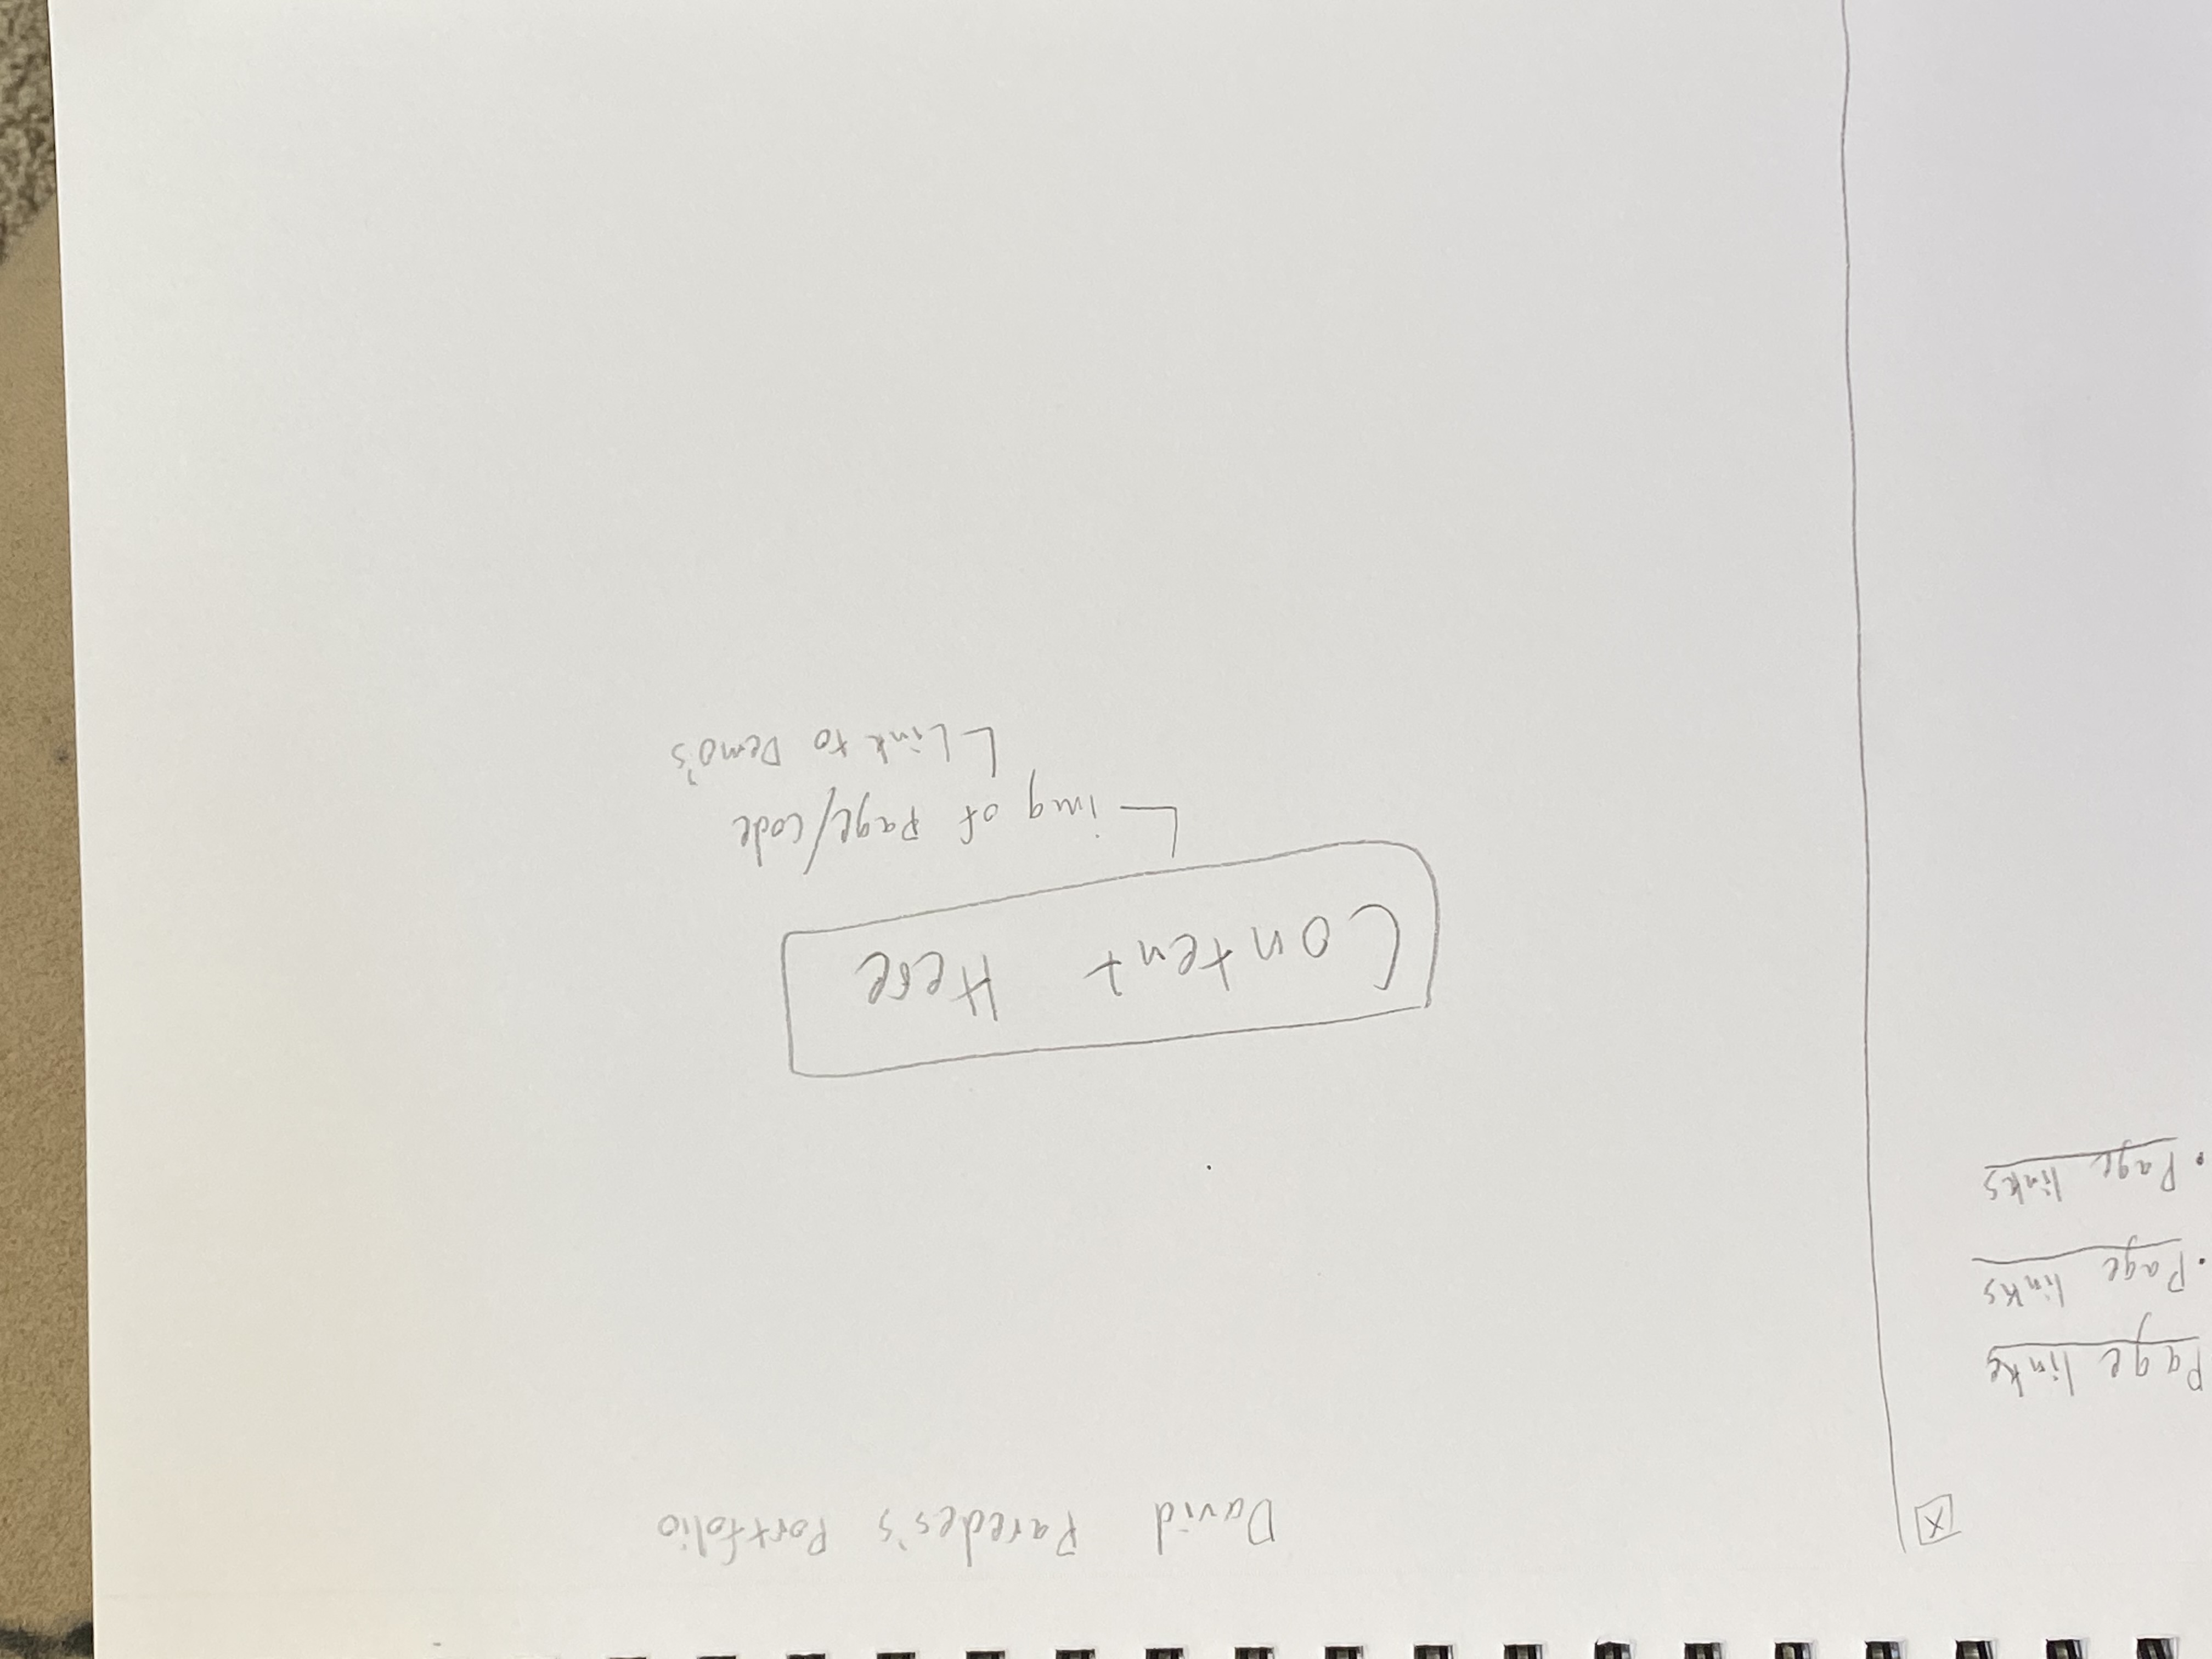 X
David Paredes's Portfolio
Page links
. Page links
. Page links
Content Here
img of page/code
Link to Demo's